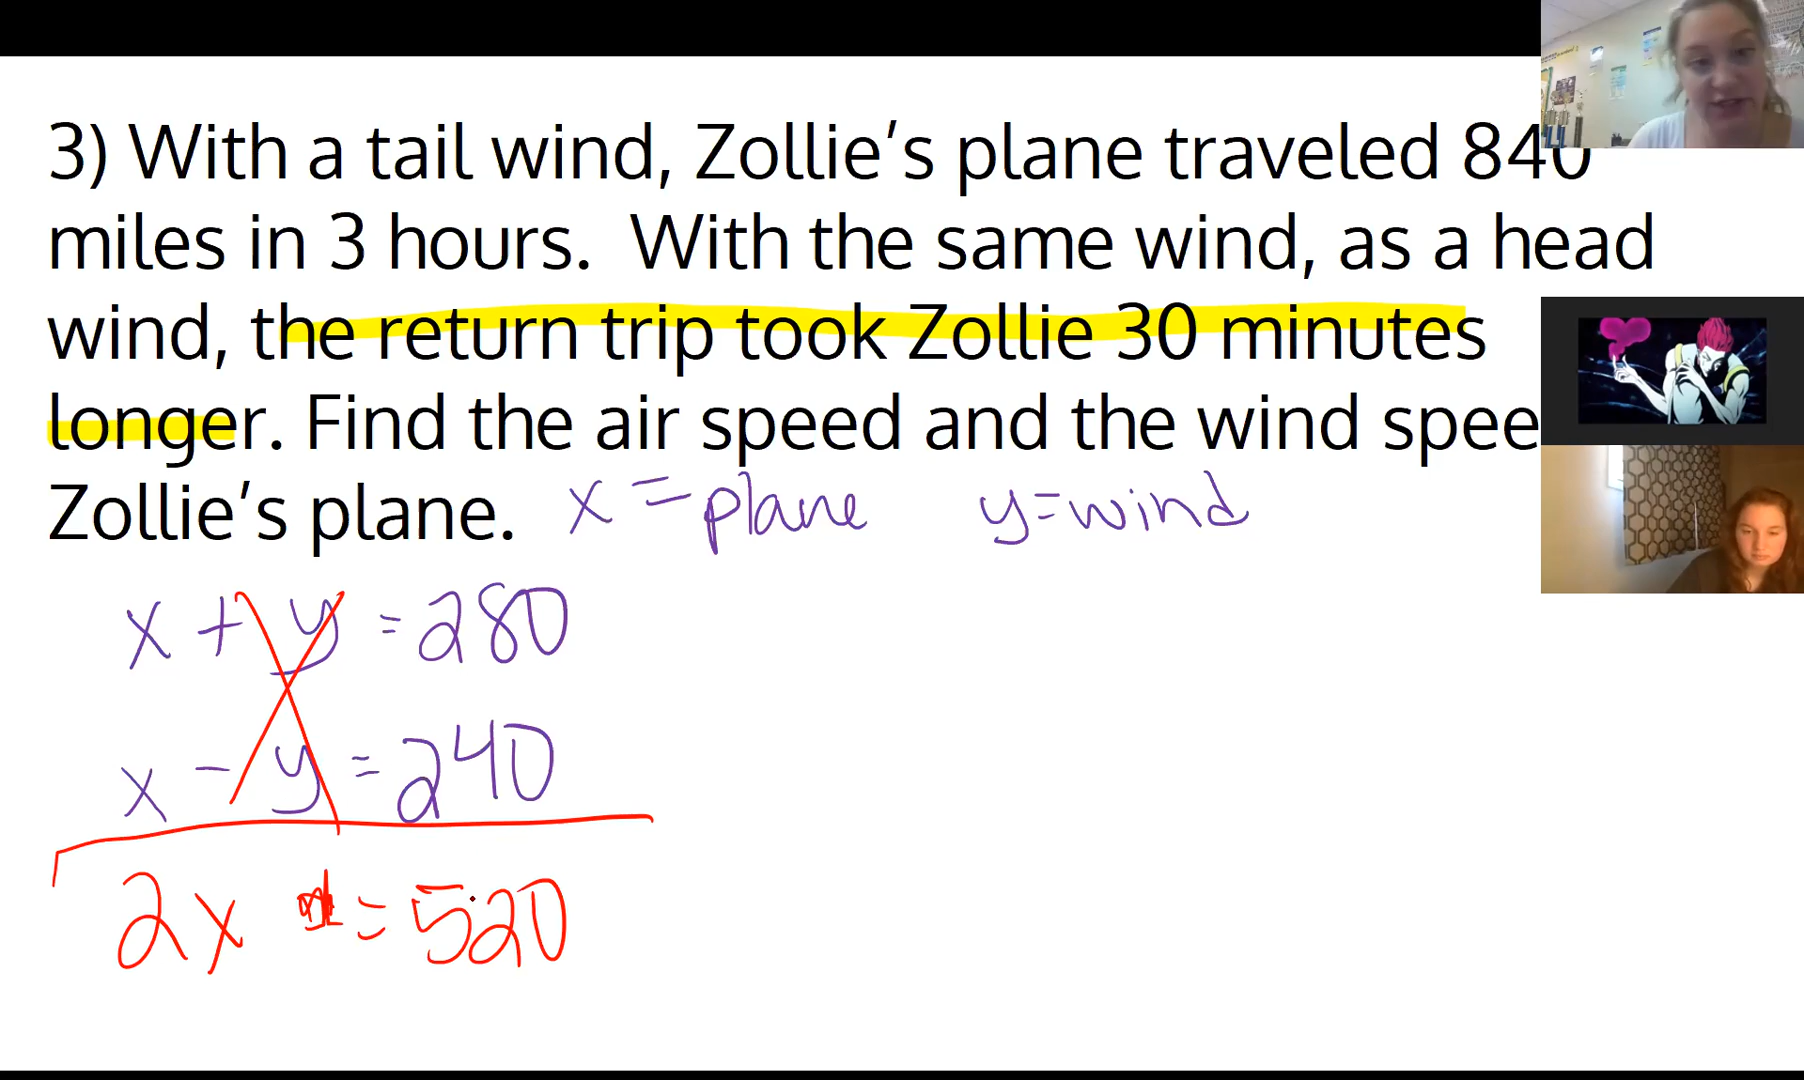 3) With a tail wind, Zollie’s plane traveled 840
miles in 3 hours. With the same wind, as a head
wind, the return trip took Zollie 30 minutes
longer. Find the air speed and the wind spee
Zollie’s plane. x = plane y = wind
x + y = 280
x - y = 240
2x = 520